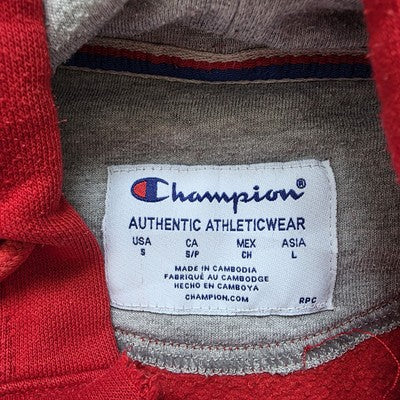 Champion®
AUTHENTIC ATHLETICWEAR
USA CA MEX ASIA
S S/P CH L
MADE IN CAMBODIA
FABRIQUÉ AU CAMBODGE
HECHO EN CAMBOYA
CHAMPION.COM RPC